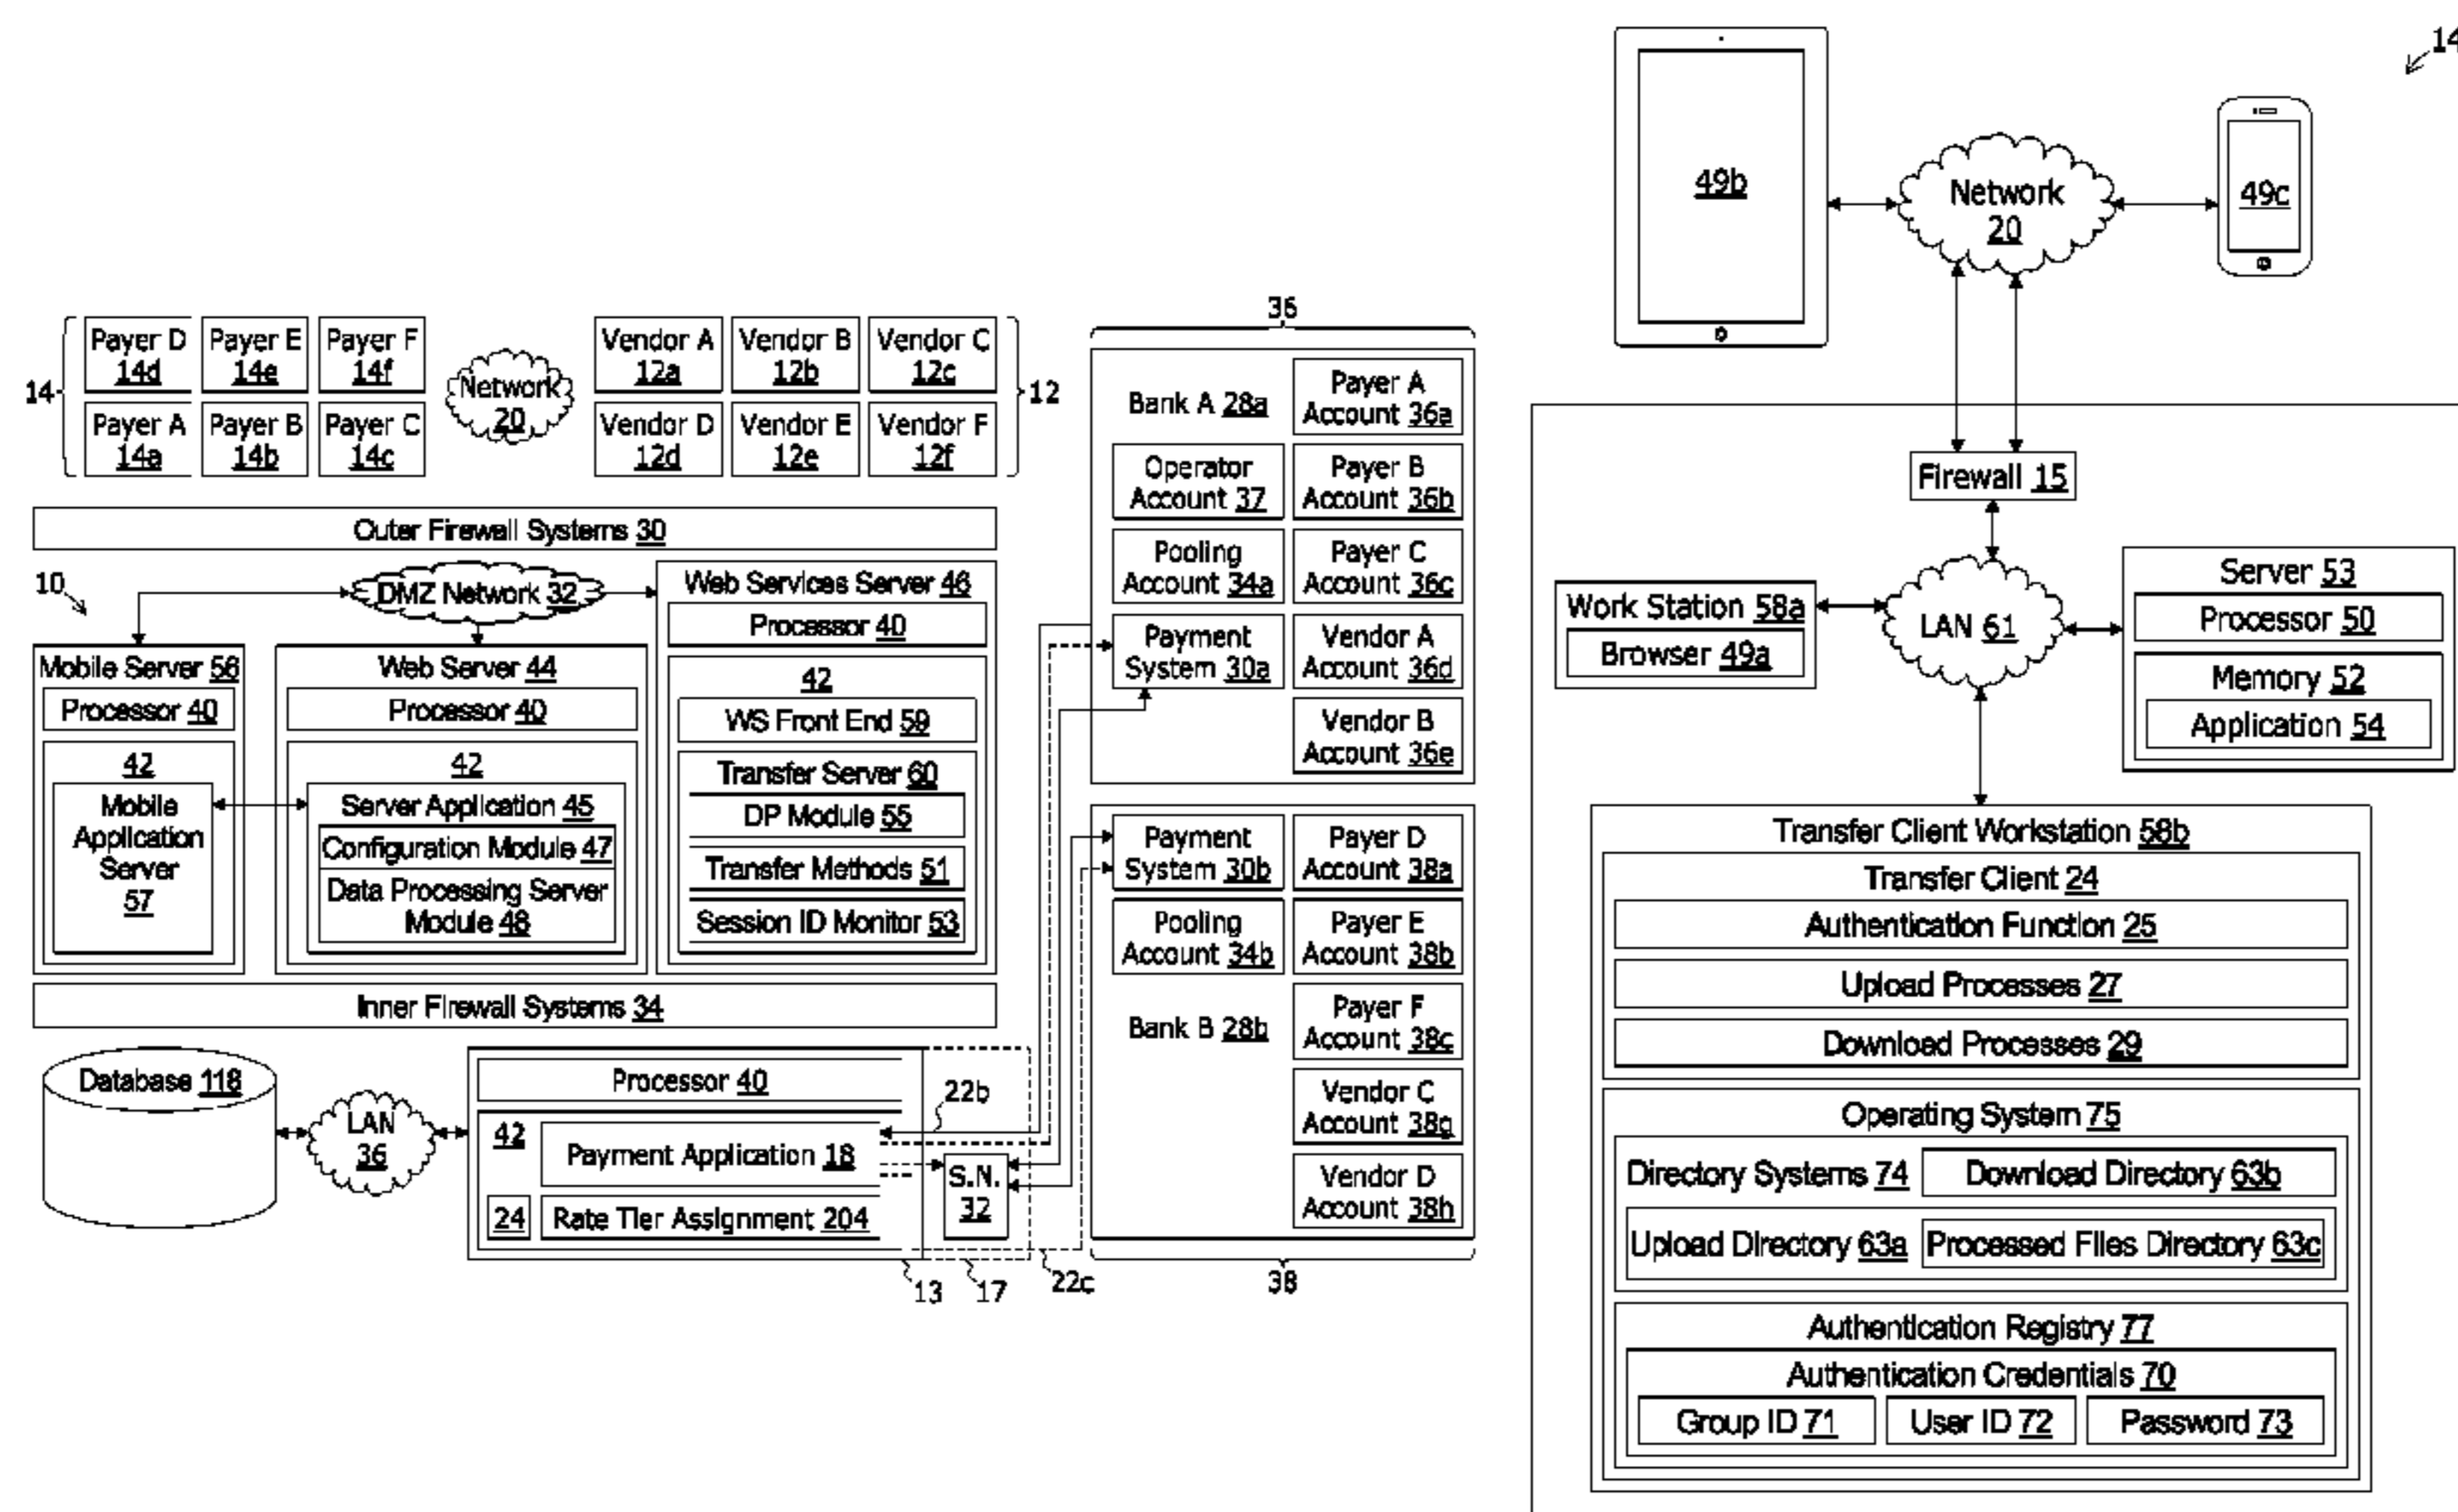 14
Payer D
14d
Payer E
14e
Payer F
14f
Payer A
14a
Payer B
14b
Payer C
14c
Network
20
Vendor A
12a
Vendor B
12b
Vendor C
12c
Vendor D
12d
Vendor E
12e
Vendor F
12f
12
Outer Firewall Systems 30
10
DMZ Network 32
Mobile Server 56
Processor 40
42
Mobile
Application
Server
57
Web Server 44
Processor 40
42
Server Application 45
Configuration Module 47
Data Processing Server
Module 48
Web Services Server 46
Processor 40
42
WS Front End 59
Transfer Server 60
DP Module 55
Transfer Methods 51
Session ID Monitor 53
Inner Firewall Systems 34
Database 118
LAN
36
Processor 40
42
Payment Application 18
24
Rate Tier Assignment 204
S.N.
32
22b
13
17
22c
36
Bank A 28a
Payer A
Account 36a
Operator
Account 37
Payer B
Account 36b
Pooling
Account 34a
Payer C
Account 36c
Payment
System 30a
Vendor A
Account 36d
Vendor B
Account 36e
Payment
System 30b
Payer D
Account 38a
Pooling
Account 34b
Payer E
Account 38b
Bank B 28b
Payer F
Account 38c
Vendor C
Account 38g
Vendor D
Account 38h
38
14
49b
Network
20
49c
Firewall 15
Work Station 58a
Browser 49a
LAN 61
Server 53
Processor 50
Memory 52
Application 54
Transfer Client Workstation 58b
Transfer Client 24
Authentication Function 25
Upload Processes 27
Download Processes 29
Operating System 75
Directory Systems 74
Download Directory 63b
Upload Directory 63a
Processed Files Directory 63c
Authentication Registry 77
Authentication Credentials 70
Group ID 71
User ID 72
Password 73